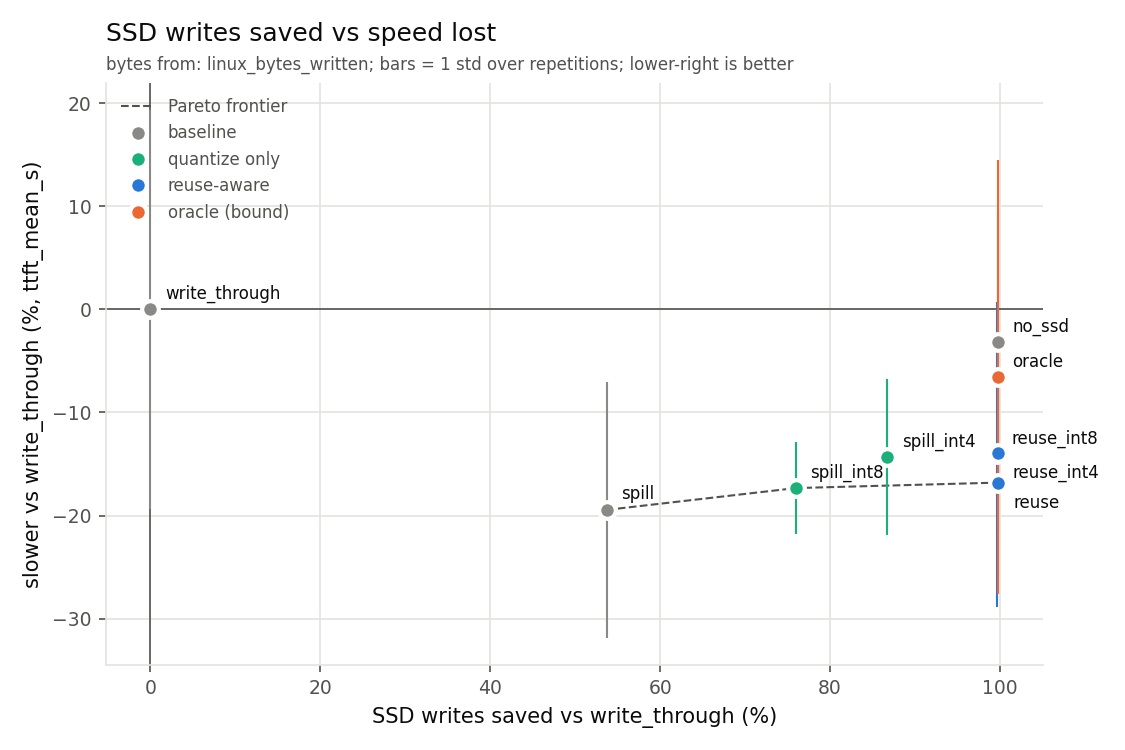 SSD writes saved vs speed lost
bytes from: linux_bytes_written; bars = 1 std over repetitions; lower-right is better
slower vs write_through (%, ttft_mean_s)
20
10
0
−10
−20
−30
Pareto frontier
baseline
quantize only
reuse-aware
oracle (bound)
write_through
no_ssd
oracle
reuse_int8
spill_int4
reuse_int4
spill_int8
spill
reuse
0
20
40
60
80
100
SSD writes saved vs write_through (%)